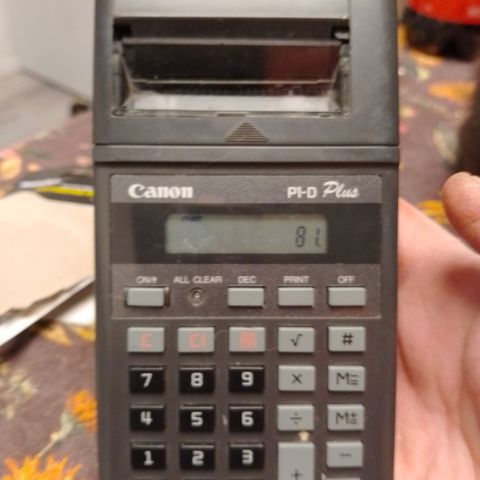 Canon P1-D Plus
81.
ON/↑ ALL CLEAR DEC PRINT OFF
C CI √ #
7 8 9 × M=
4 5 6 ÷ M±
1 2 3 + −